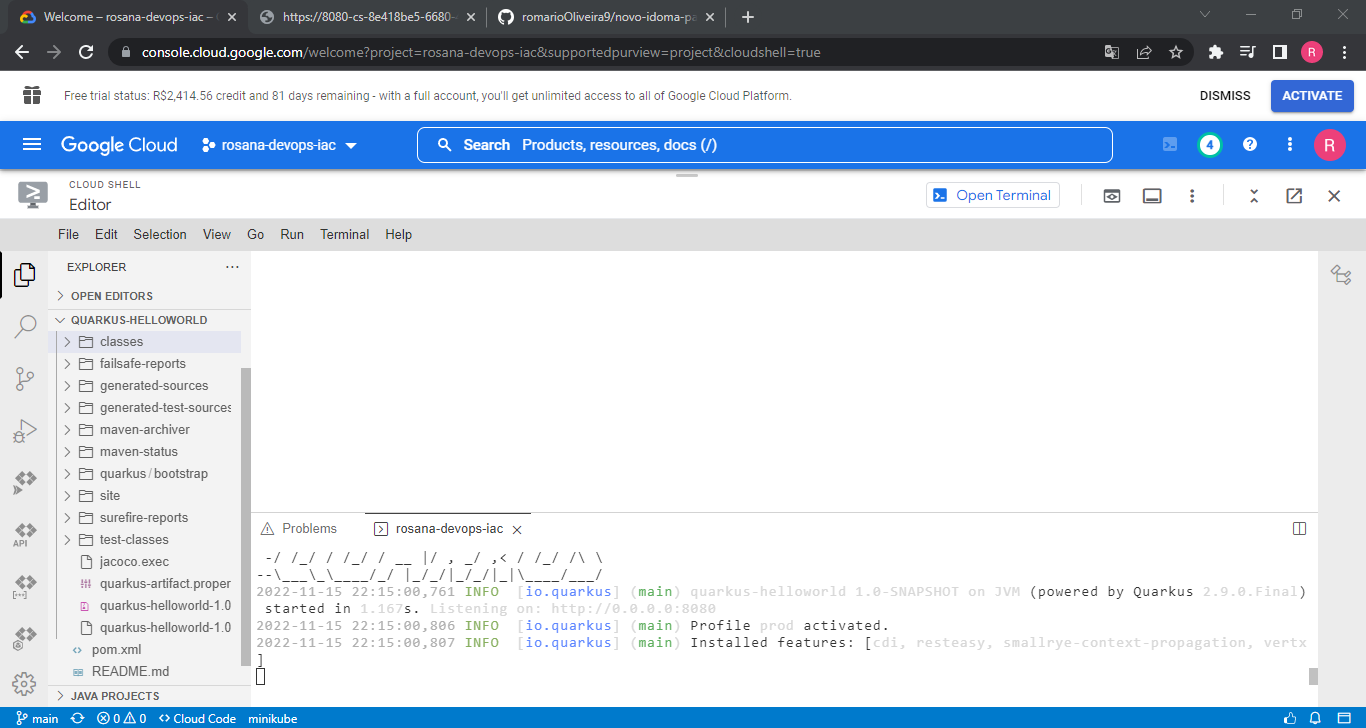 Welcome – rosana-devops-iac –
https://8080-cs-8e418be5-6680-
romarioOliveira9/novo-idoma-pa
console.cloud.google.com/welcome?project=rosana-devops-iac&supportedpurview=project&cloudshell=true
R
Free trial status: R$2,414.56 credit and 81 days remaining - with a full account, you'll get unlimited access to all of Google Cloud Platform.
DISMISS
ACTIVATE
Google Cloud
rosana-devops-iac
Search Products, resources, docs (/)
4
R
CLOUD SHELL
Editor
Open Terminal
File Edit Selection View Go Run Terminal Help
EXPLORER
OPEN EDITORS
QUARKUS-HELLOWORLD
classes
failsafe-reports
generated-sources
generated-test-sources
maven-archiver
maven-status
quarkus/bootstrap
site
surefire-reports
test-classes
jacoco.exec
quarkus-artifact.proper
quarkus-helloworld-1.0
quarkus-helloworld-1.0
pom.xml
README.md
JAVA PROJECTS
API
Problems
rosana-devops-iac
-/ /_/ / /_/ / __ |/ , _/ ,< / /_/ /\ \
--\___\_\____/_/ |_/_/|_/_/|_|\____/___/
2022-11-15 22:15:00,761 INFO [io.quarkus] (main) quarkus-helloworld 1.0-SNAPSHOT on JVM (powered by Quarkus 2.9.0.Final)
started in 1.167s. Listening on: http://0.0.0.0:8080
2022-11-15 22:15:00,806 INFO [io.quarkus] (main) Profile prod activated.
2022-11-15 22:15:00,807 INFO [io.quarkus] (main) Installed features: [cdi, resteasy, smallrye-context-propagation, vertx
]
main
0 0
Cloud Code
minikube